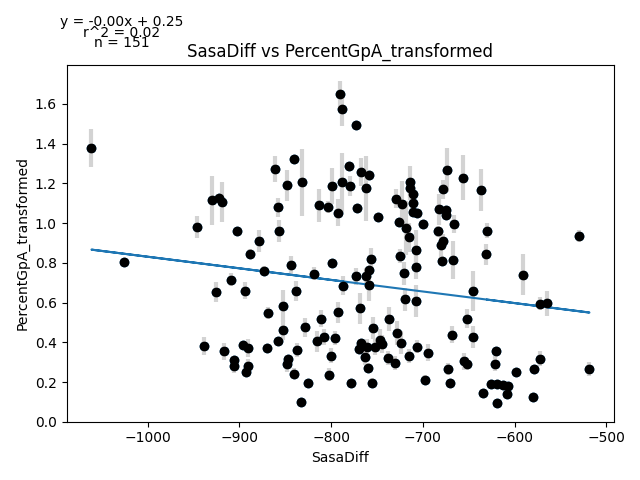 y = -0.00x + 0.25
r^2 = 0.02
n = 151
SasaDiff vs PercentGpA_transformed
PercentGpA_transformed
1.6
1.4
1.2
1.0
0.8
0.6
0.4
0.2
0.0
−1000 −900 −800 −700 −600 −500
SasaDiff